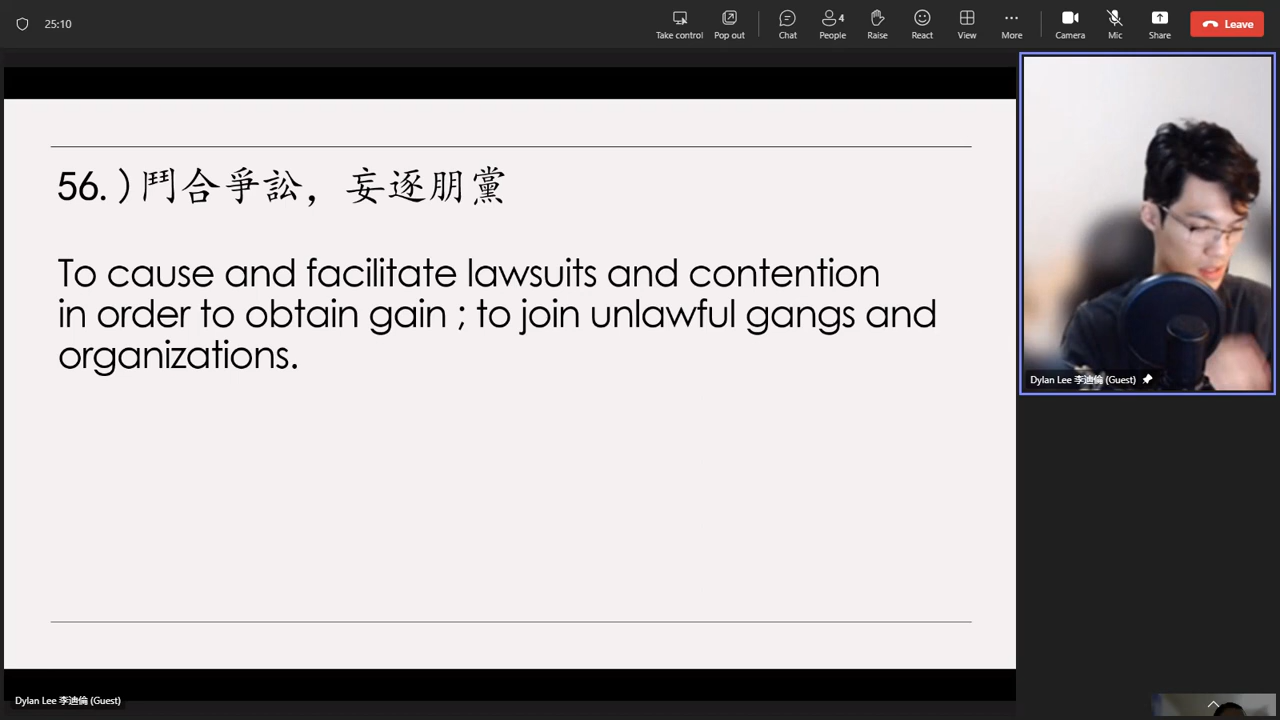 25:10
Take control
Pop out
Chat
4
People
Raise
React
View
More
Camera
Mic
Share
Leave
56. ) 鬥合爭訟，妄逐朋黨
To cause and facilitate lawsuits and contention
in order to obtain gain ; to join unlawful gangs and
organizations.
Dylan Lee 李迪倫 (Guest)
Dylan Lee 李迪倫 (Guest)